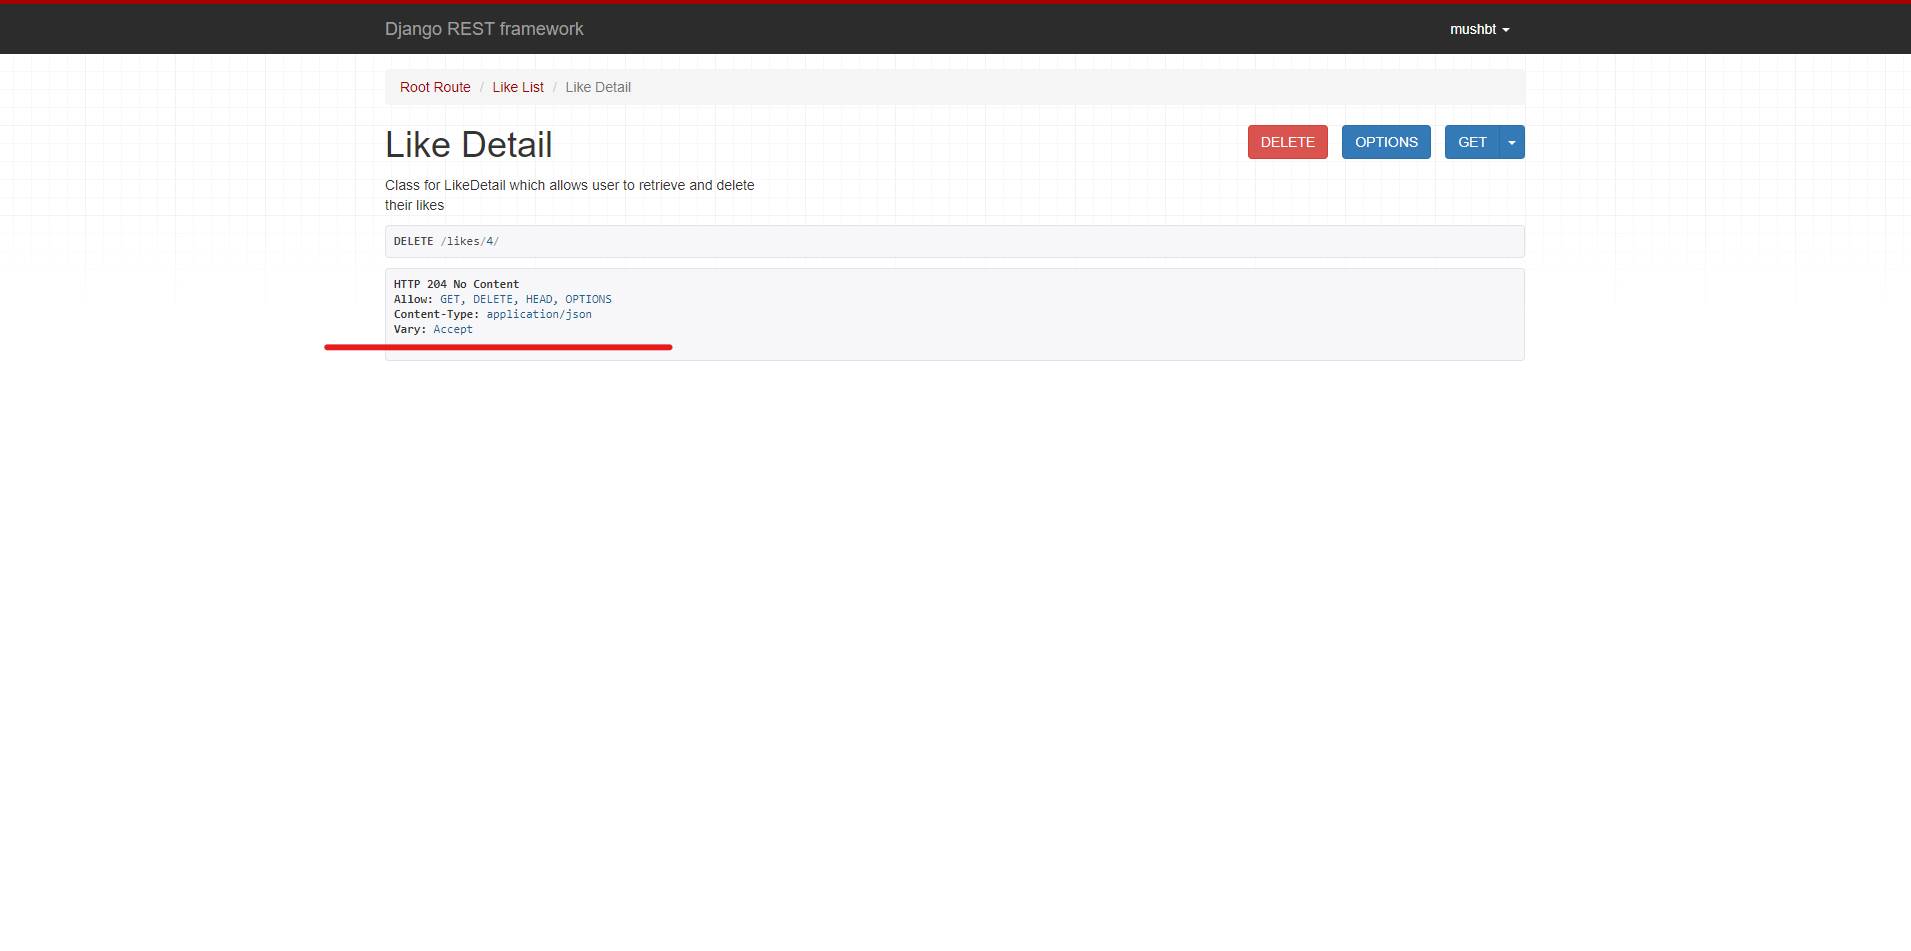 Django REST framework
mushbt
Root Route / Like List / Like Detail
Like Detail
DELETE
OPTIONS
GET
Class for LikeDetail which allows user to retrieve and delete
their likes
DELETE /likes/4/
HTTP 204 No Content
Allow: GET, DELETE, HEAD, OPTIONS
Content-Type: application/json
Vary: Accept